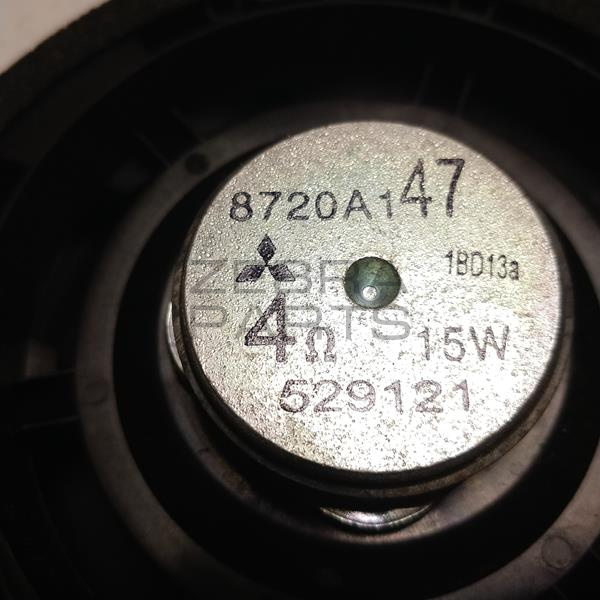 8720A147
1BD13a
ZEBRA
PARTS
4Ω 15W
529121